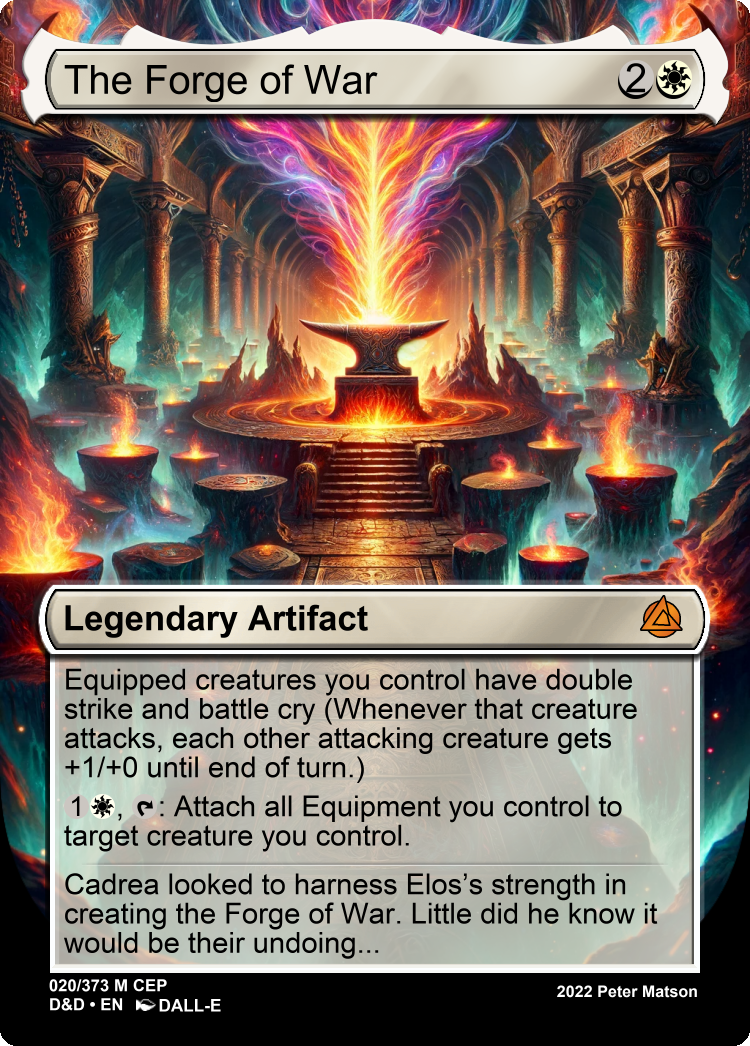 The Forge of War 2
Legendary Artifact
Equipped creatures you control have double
strike and battle cry (Whenever that creature
attacks, each other attacking creature gets
+1/+0 until end of turn.)
1 , : Attach all Equipment you control to
target creature you control.
Cadrea looked to harness Elos's strength in
creating the Forge of War. Little did he know it
would be their undoing...
020/373 M CEP
D&D • EN DALL-E
2022 Peter Matson